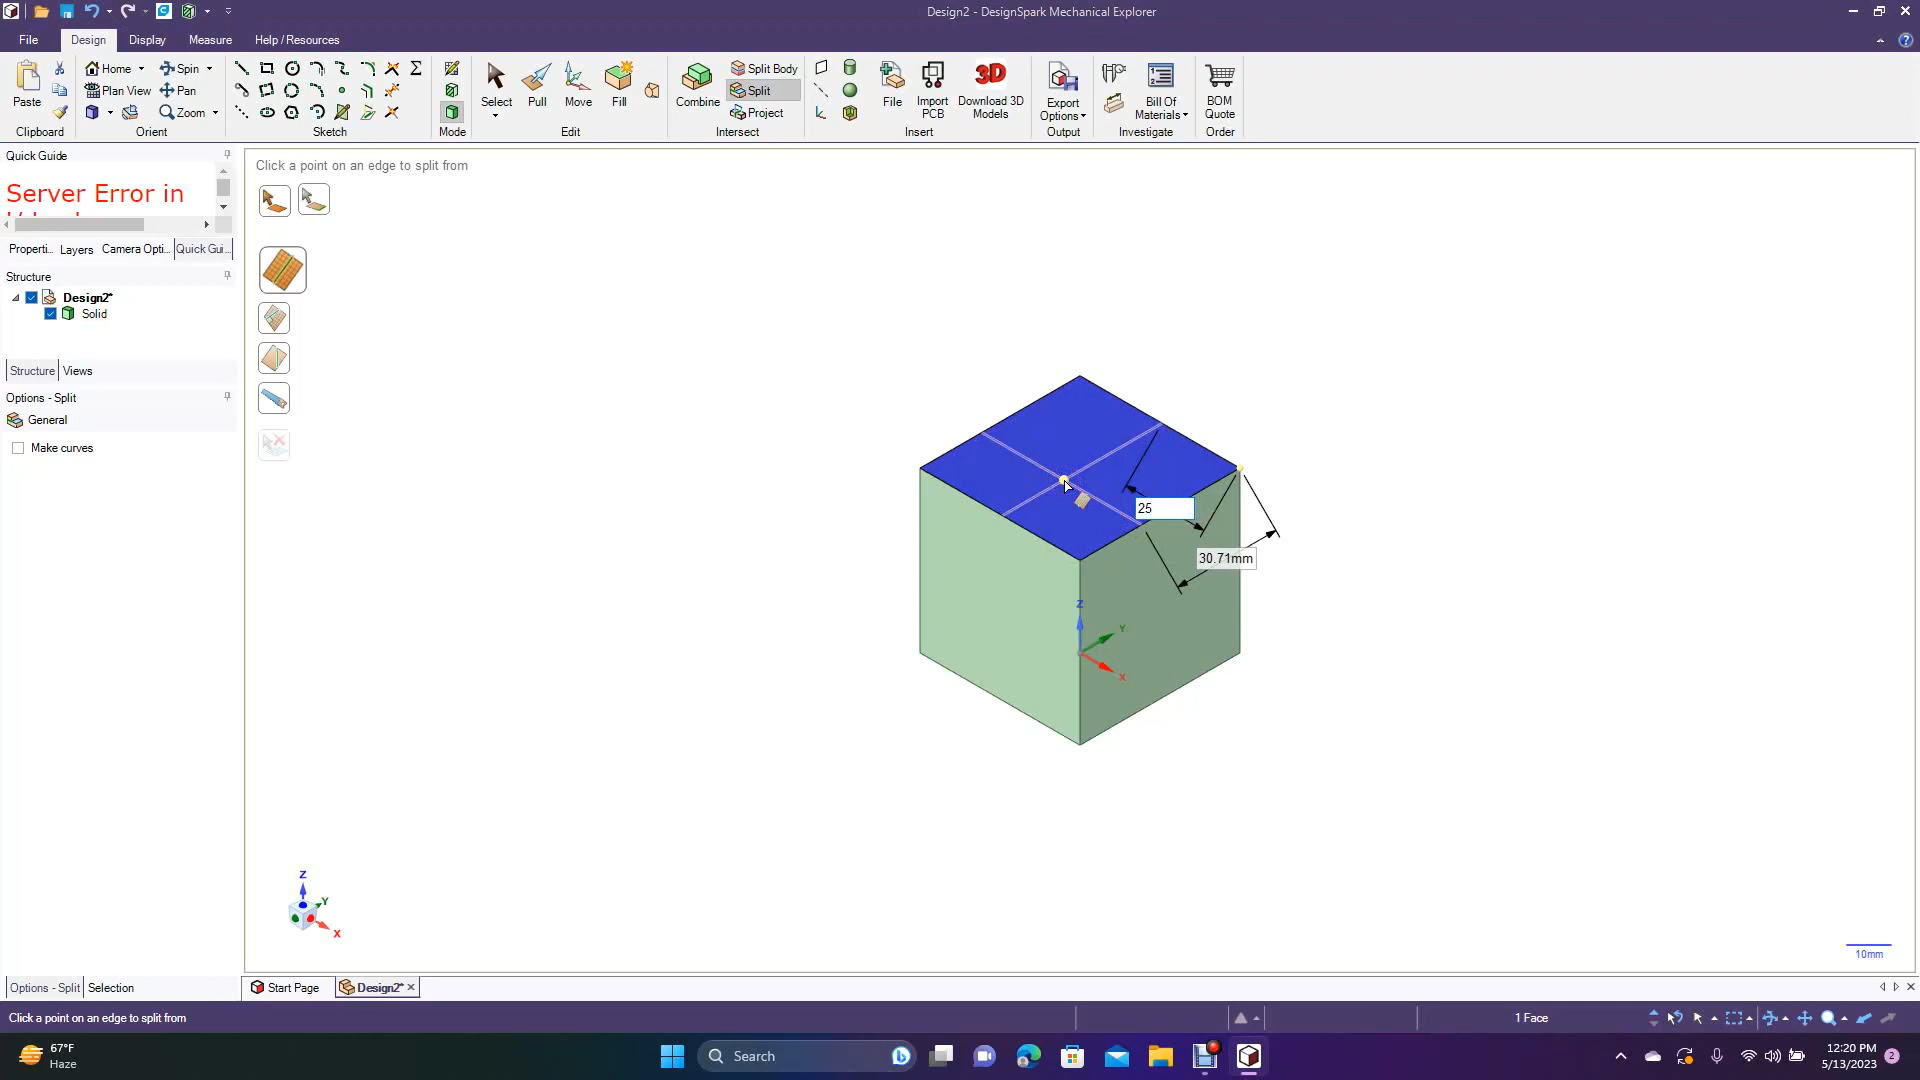 Design2 - DesignSpark Mechanical Explorer
File
Design
Display
Measure
Help / Resources
Paste
Home
Spin
Plan View
Pan
Zoom
Σ
Select
Pull
Move
Fill
Combine
Split Body
Split
Project
File
Import PCB
3D
Download 3D Models
Export Options
Bill Of Materials
BOM Quote
Clipboard
Orient
Sketch
Mode
Edit
Intersect
Insert
Output
Investigate
Order
Quick Guide
Server Error in
Properti...
Layers
Camera Opti...
Quick Gui...
Structure
Design2*
Solid
Structure
Views
Options - Split
General
Make curves
Click a point on an edge to split from
25
30.71mm
Z
Y
X
Z
Y
X
10mm
Options - Split
Selection
Start Page
Design2*
Click a point on an edge to split from
1 Face
67°F
Haze
Search
12:20 PM
5/13/2023
2